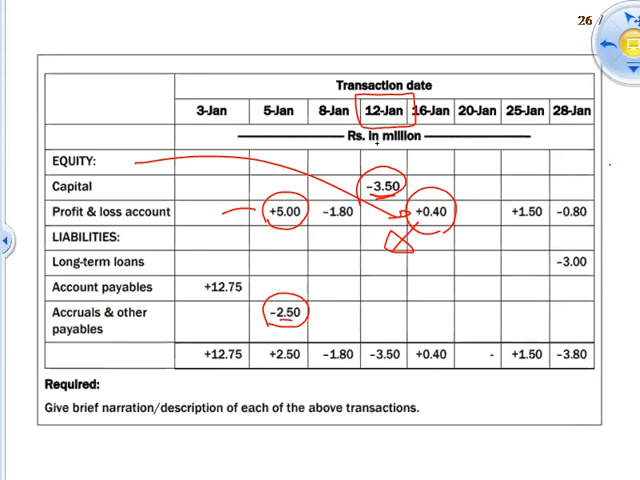 26 /
Transaction date
3-Jan 5-Jan 8-Jan 12-Jan 16-Jan 20-Jan 25-Jan 28-Jan
Rs. in million
EQUITY:
Capital −3.50
Profit & loss account +5.00 −1.80 +0.40 +1.50 −0.80
LIABILITIES:
Long-term loans −3.00
Account payables +12.75
Accruals & other −2.50
payables
+12.75 +2.50 −1.80 −3.50 +0.40 - +1.50 −3.80
Required:
Give brief narration/description of each of the above transactions.